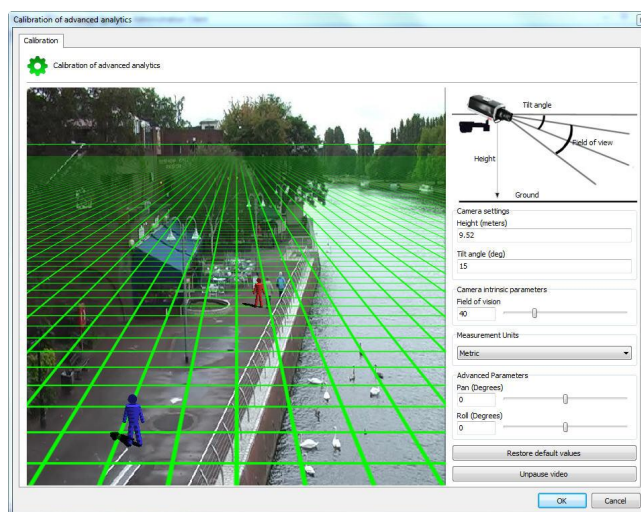 Calibration of advanced analytics
Calibration
Calibration of advanced analytics
Tilt angle
Field of view
Height
Ground
Camera settings
Height (meters)
9.52
Tilt angle (deg)
15
Camera intrinsic parameters
Field of vision
40
Measurement Units
Metric
Advanced Parameters
Pan (Degrees)
0
Roll (Degrees)
0
Restore default values
Unpause video
OK
Cancel